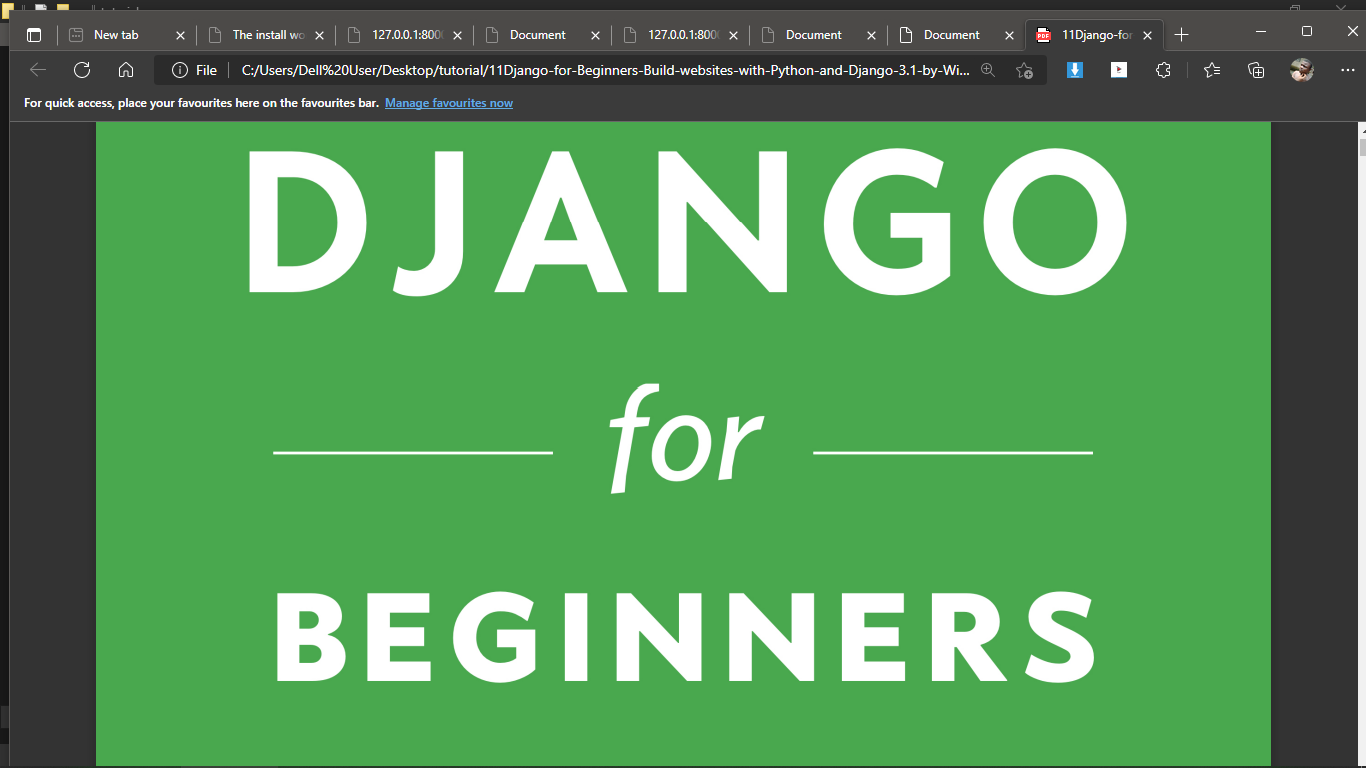 New tab
The install wo
127.0.0.1:800
Document
127.0.0.1:800
Document
Document
11Django-for
File
C:/Users/Dell%20User/Desktop/tutorial/11Django-for-Beginners-Build-websites-with-Python-and-Django-3.1-by-Wi...
For quick access, place your favourites here on the favourites bar. Manage favourites now
DJANGO
for
BEGINNERS